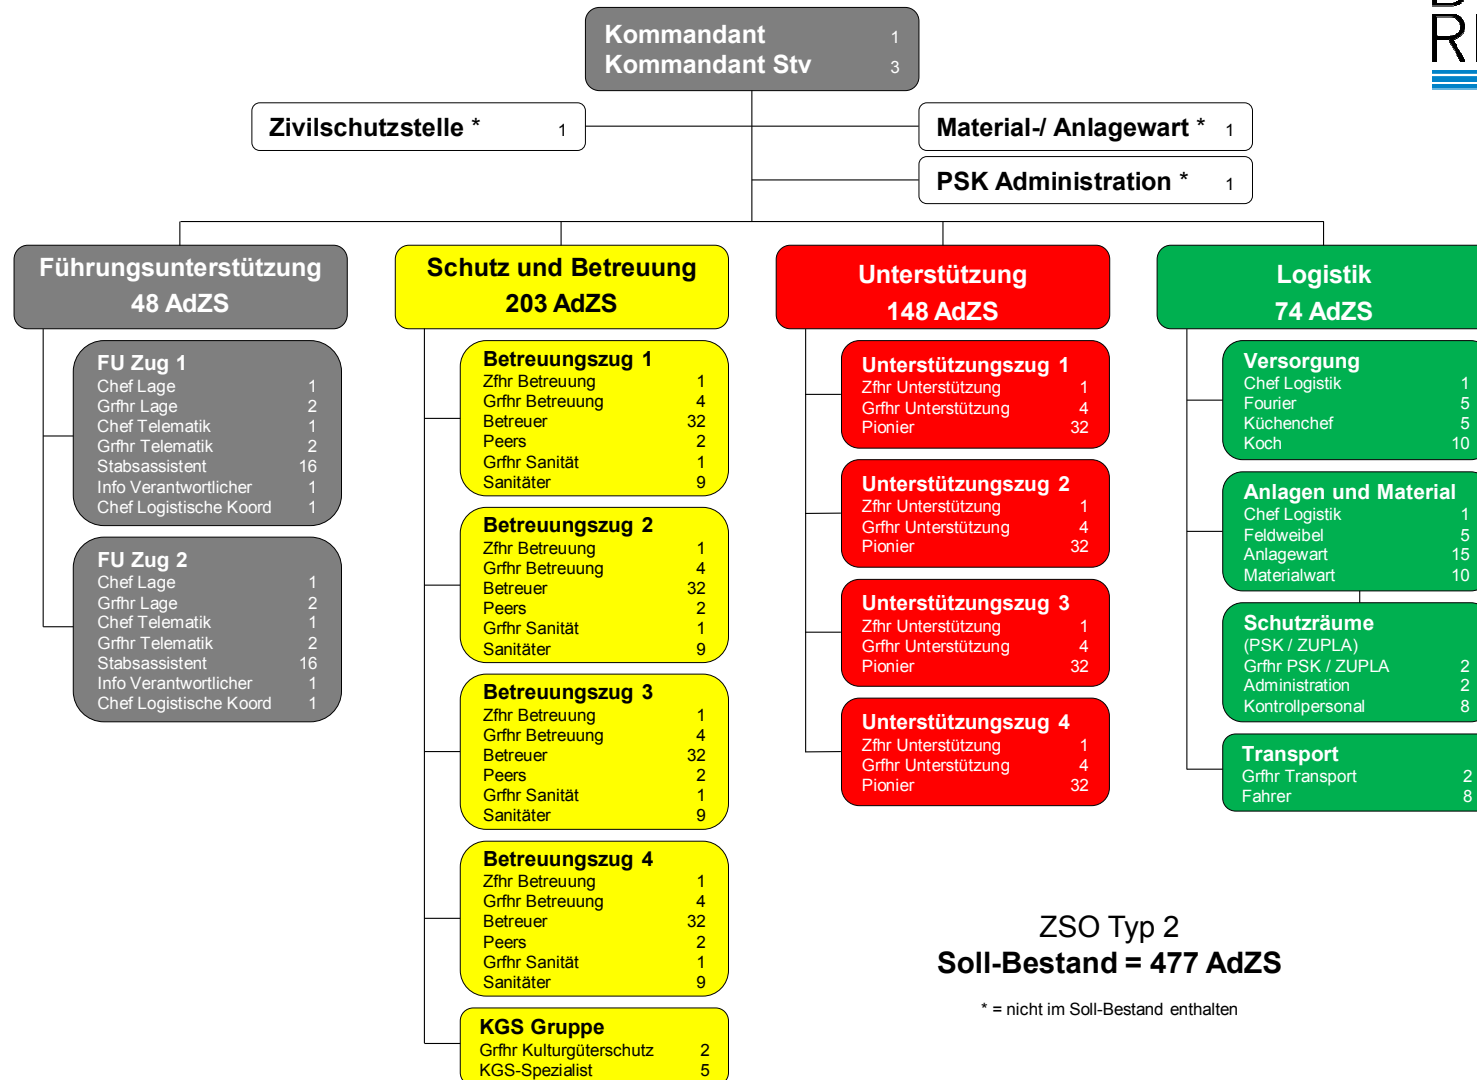 Kommandant 1
Kommandant Stv 3
Zivilschutzstelle * 1
Material-/ Anlagewart * 1
PSK Administration * 1
Führungsunterstützung
48 AdZS
FU Zug 1
Chef Lage 1
Grfhr Lage 2
Chef Telematik 1
Grfhr Telematik 2
Stabsassistent 16
Info Verantwortlicher 1
Chef Logistische Koord 1
FU Zug 2
Chef Lage 1
Grfhr Lage 2
Chef Telematik 1
Grfhr Telematik 2
Stabsassistent 16
Info Verantwortlicher 1
Chef Logistische Koord 1
Schutz und Betreuung
203 AdZS
Betreuungszug 1
Zfhr Betreuung 1
Grfhr Betreuung 4
Betreuer 32
Peers 2
Grfhr Sanität 1
Sanitäter 9
Betreuungszug 2
Zfhr Betreuung 1
Grfhr Betreuung 4
Betreuer 32
Peers 2
Grfhr Sanität 1
Sanitäter 9
Betreuungszug 3
Zfhr Betreuung 1
Grfhr Betreuung 4
Betreuer 32
Peers 2
Grfhr Sanität 1
Sanitäter 9
Betreuungszug 4
Zfhr Betreuung 1
Grfhr Betreuung 4
Betreuer 32
Peers 2
Grfhr Sanität 1
Sanitäter 9
KGS Gruppe
Grfhr Kulturgüterschutz 2
KGS-Spezialist 5
Unterstützung
148 AdZS
Unterstützungszug 1
Zfhr Unterstützung 1
Grfhr Unterstützung 4
Pionier 32
Unterstützungszug 2
Zfhr Unterstützung 1
Grfhr Unterstützung 4
Pionier 32
Unterstützungszug 3
Zfhr Unterstützung 1
Grfhr Unterstützung 4
Pionier 32
Unterstützungszug 4
Zfhr Unterstützung 1
Grfhr Unterstützung 4
Pionier 32
Logistik
74 AdZS
Versorgung
Chef Logistik 1
Fourier 5
Küchenchef 5
Koch 10
Anlagen und Material
Chef Logistik 1
Feldweibel 5
Anlagewart 15
Materialwart 10
Schutzräume
(PSK / ZUPLA)
Grfhr PSK / ZUPLA 2
Administration 2
Kontrollpersonal 8
Transport
Grfhr Transport 2
Fahrer 8
ZSO Typ 2
Soll-Bestand = 477 AdZS
* = nicht im Soll-Bestand enthalten